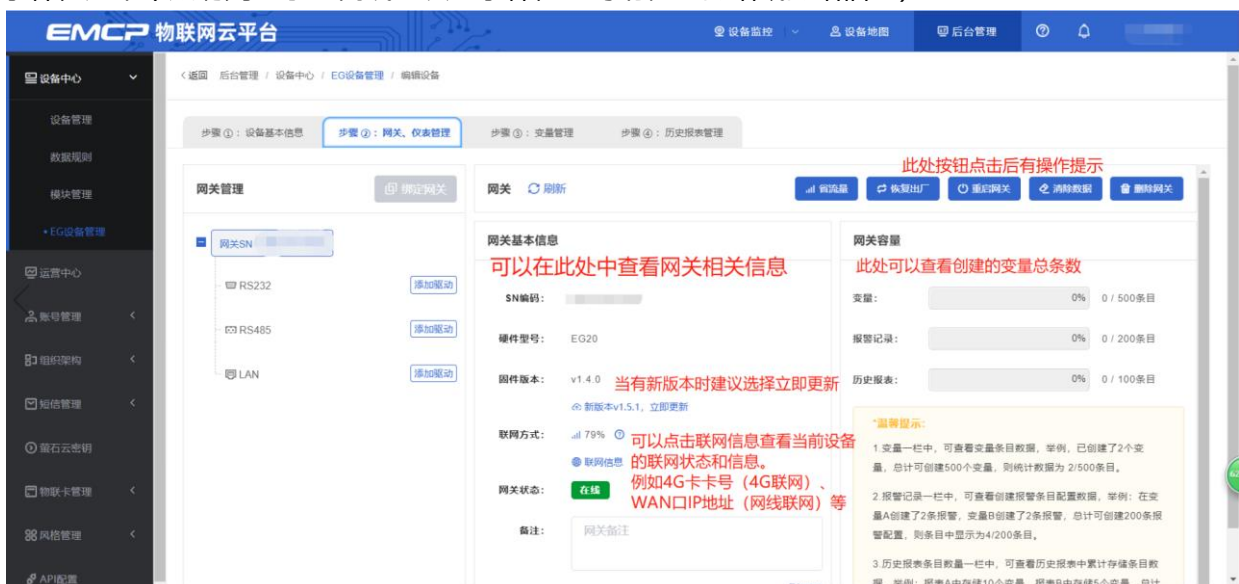 EMCP 物联网云平台
设备监控
设备地图
后台管理
设备中心
设备管理
数据规则
模块管理
•EG设备管理
运营中心
账号管理
组织架构
短信管理
萤石云密钥
物联卡管理
风格管理
API配置
<返回 后台管理 / 设备中心 / EG设备管理 / 编辑设备
步骤①：设备基本信息
步骤②：网关、仪表管理
步骤③：变量管理
步骤④：历史报表管理
此处按钮点击后有操作提示
网关管理
绑定网关
网关 刷新
省流量
恢复出厂
重启网关
清除数据
删除网关
网关SN
RS232 添加驱动
RS485 添加驱动
LAN 添加驱动
网关基本信息
可以在此处中查看网关相关信息
SN编码：
硬件型号： EG20
固件版本： v1.4.0 当有新版本时建议选择立即更新
新版本v1.5.1，立即更新
联网方式： 79%
联网信息
可以点击联网信息查看当前设备
的联网状态和信息。
例如4G卡卡号（4G联网）、
WAN口IP地址（网线联网）等
网关状态： 在线
备注： 网关备注
网关容量
此处可以查看创建的变量总条数
变量： 0% 0 / 500条目
报警记录： 0% 0 / 200条目
历史报表： 0% 0 / 100条目
*温馨提示：
1.变量一栏中，可查看变量条目数据，举例，已创建了2个变
量，总计可创建500个变量，则统计数据为 2/500条目。
2.报警记录一栏中，可查看创建报警条目配置数据，举例：在变
量A创建了2条报警，变量B创建了2条报警，总计可创建200条报
警配置，则条目中显示为4/200条目。
3.历史报表条目数量一栏中，可查看历史报表中累计存储条目数